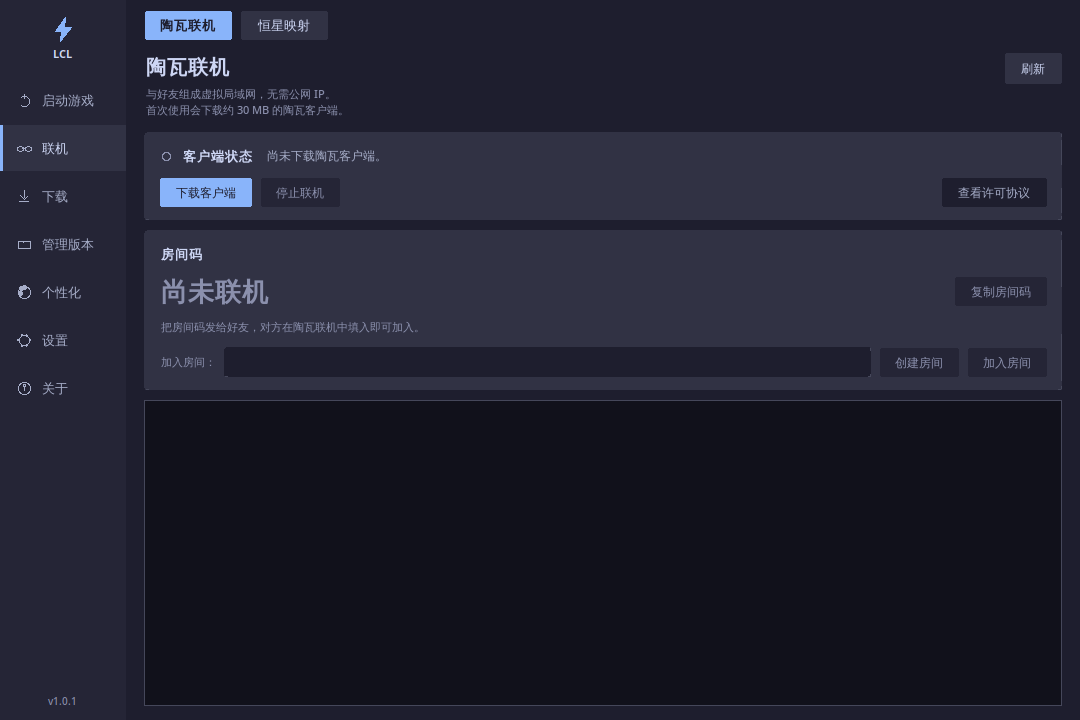 LCL
启动游戏
联机
下载
管理版本
个性化
设置
关于
v1.0.1
陶瓦联机
恒星映射
陶瓦联机
刷新
与好友组成虚拟局域网，无需公网 IP。
首次使用会下载约 30 MB 的陶瓦客户端。
客户端状态
尚未下载陶瓦客户端。
下载客户端
停止联机
查看许可协议
房间码
尚未联机
复制房间码
把房间码发给好友，对方在陶瓦联机中填入即可加入。
加入房间：
创建房间
加入房间